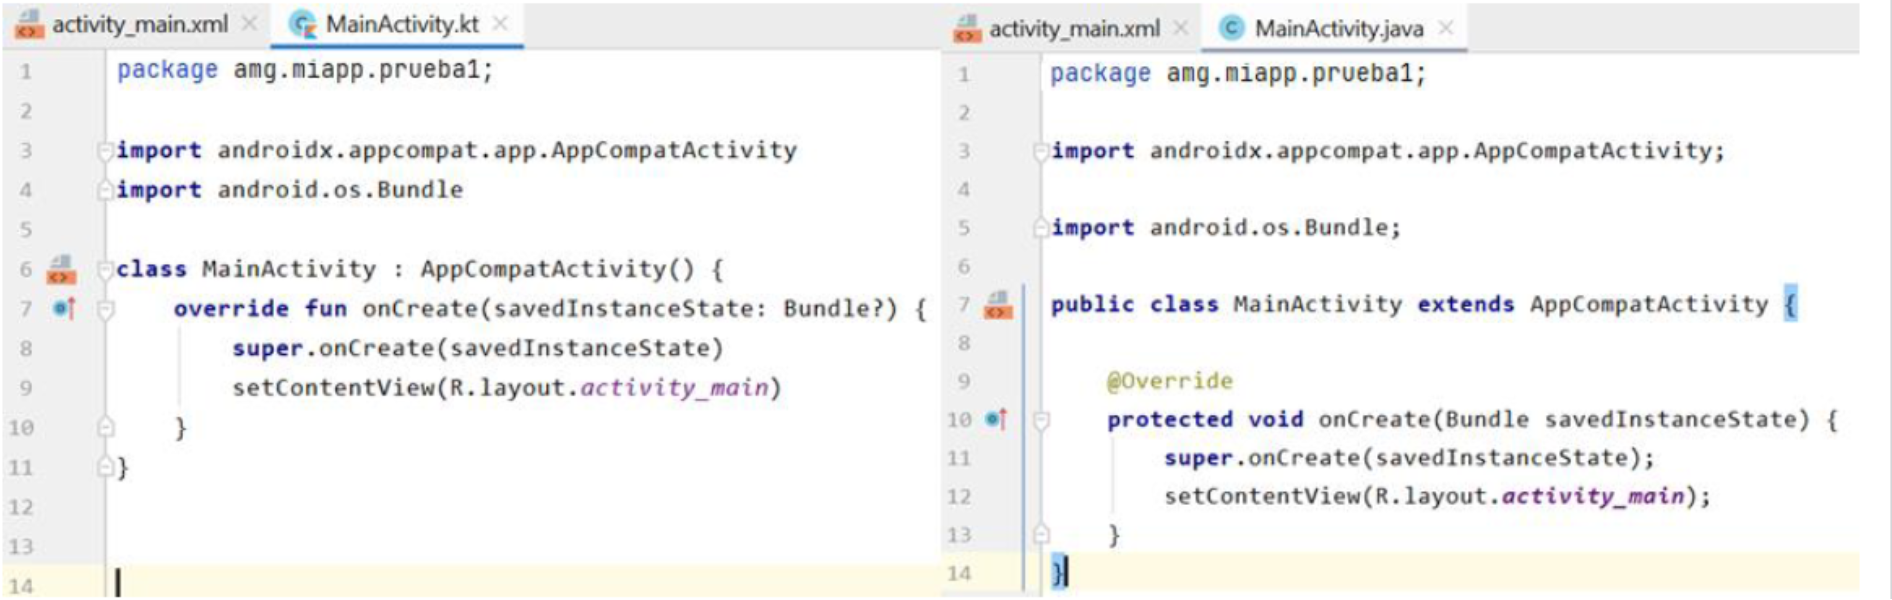 activity_main.xml × MainActivity.kt ×
1 package amg.miapp.prueba1;
2
3 import androidx.appcompat.app.AppCompatActivity
4 import android.os.Bundle
5
6 class MainActivity : AppCompatActivity() {
7 override fun onCreate(savedInstanceState: Bundle?) {
8 super.onCreate(savedInstanceState)
9 setContentView(R.layout.activity_main)
10 }
11 }
12
13
14
activity_main.xml × MainActivity.java ×
1 package amg.miapp.prueba1;
2
3 import androidx.appcompat.app.AppCompatActivity;
4
5 import android.os.Bundle;
6
7 public class MainActivity extends AppCompatActivity {
8
9 @Override
10 protected void onCreate(Bundle savedInstanceState) {
11 super.onCreate(savedInstanceState);
12 setContentView(R.layout.activity_main);
13 }
14 }